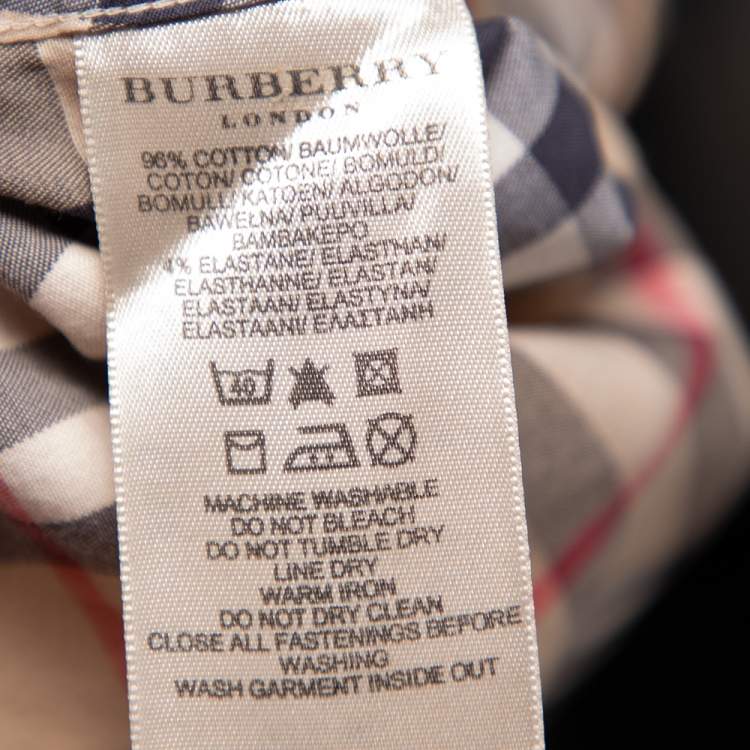 BURBERRY
LONDON
96% COTTON/ BAUMWOLLE/
COTON/ COTONE/ BOMULD/
BOMULL/ KATOEN/ ALGODON/
BAWEŁNA/ PUUVILLA/
BAMBAKEPO
4% ELASTANE/ ELASTHAN/
ELASTHANNE/ ELASTAN/
ELASTAAN/ ELASTYNA/
ELASTAANI/ ΕΛΑΣΤΑΝΗ
40
MACHINE WASHABLE
DO NOT BLEACH
DO NOT TUMBLE DRY
LINE DRY
WARM IRON
DO NOT DRY CLEAN
CLOSE ALL FASTENINGS BEFORE
WASHING
WASH GARMENT INSIDE OUT